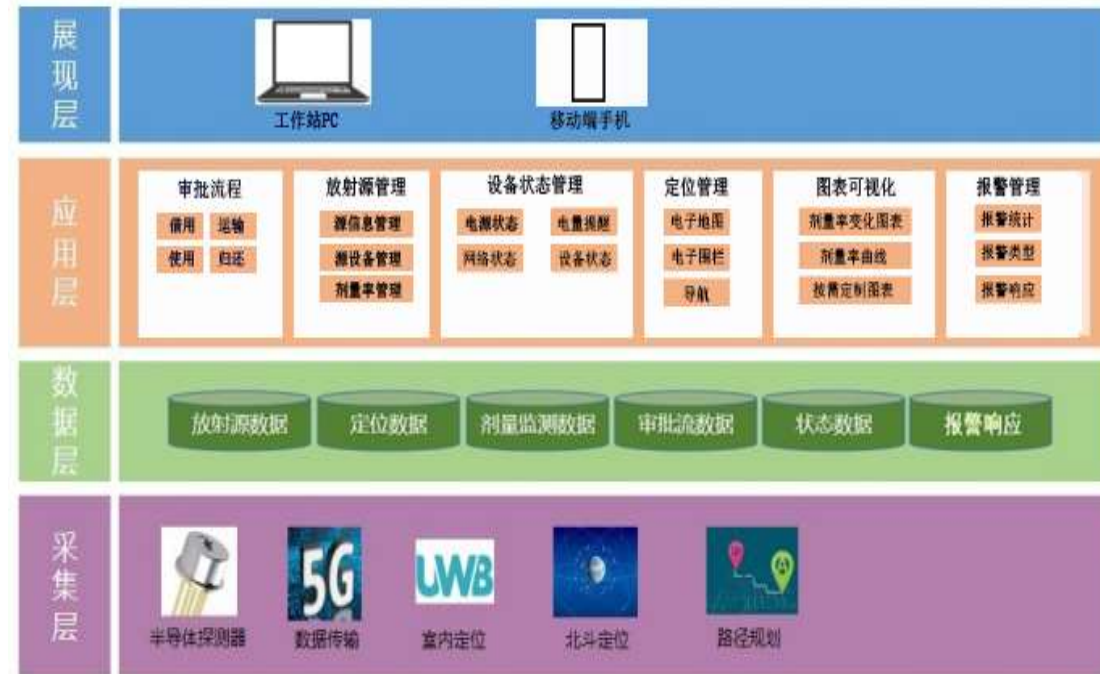 展现层
工作站PC
移动端手机
应用层
审批流程
借用
运输
使用
归还
放射源管理
源信息管理
源设备管理
剂量率管理
设备状态管理
电源状态
电量提醒
网络状态
设备状态
定位管理
电子地图
电子围栏
导航
图表可视化
剂量率变化图表
剂量率曲线
按需定制图表
报警管理
报警统计
报警类型
报警响应
数据层
放射源数据
定位数据
剂量监测数据
审批流数据
状态数据
报警响应
采集层
5G
UWB
半导体探测器
数据传输
室内定位
北斗定位
路径规划